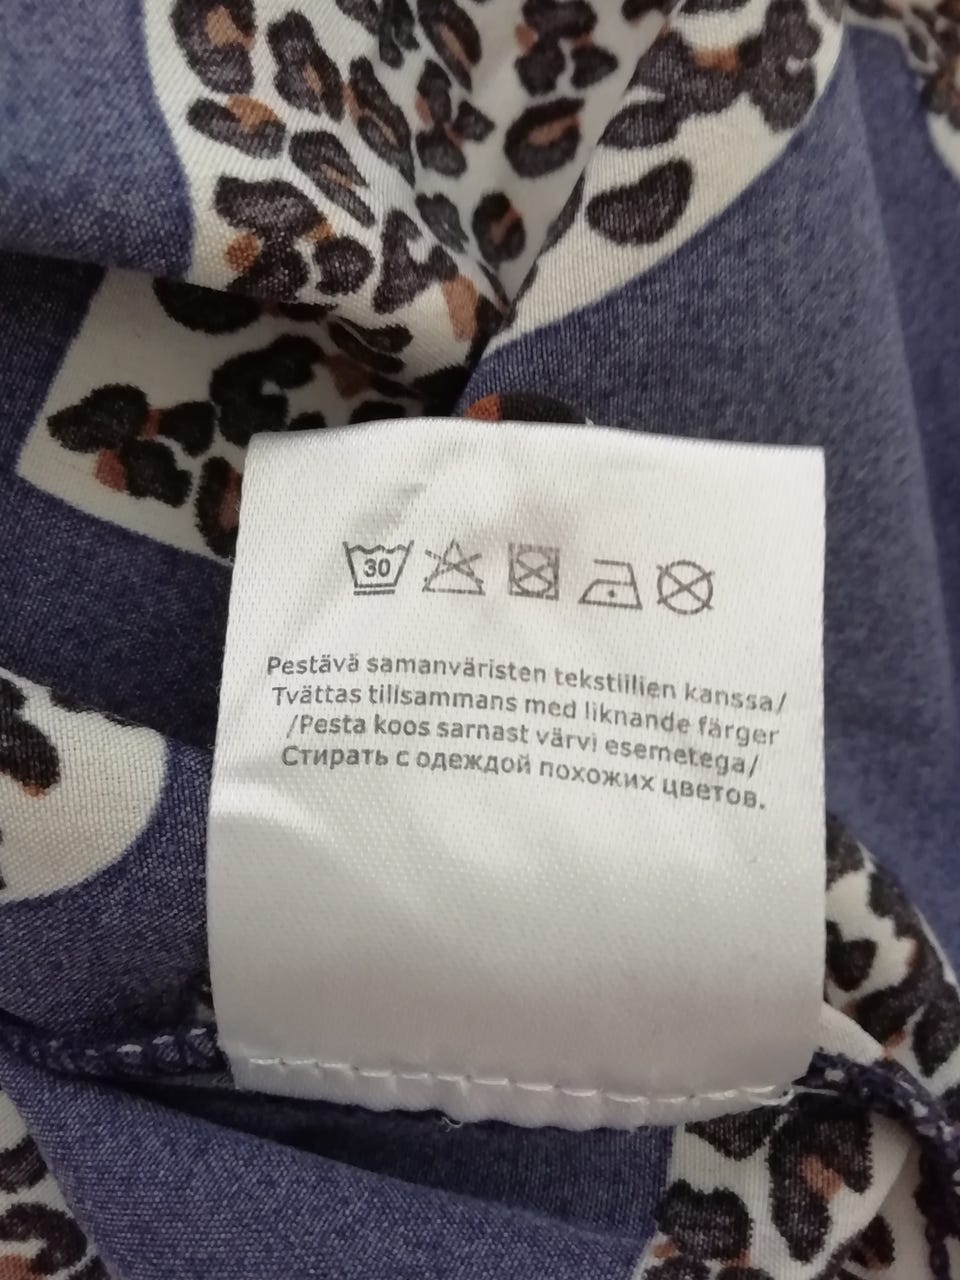 30
Pestävä samanväristen tekstiilien kanssa/
Tvättas tillsammans med liknande färger
/Pesta koos sarnast värvi esemetega/
Стирать с одеждой похожих цветов.